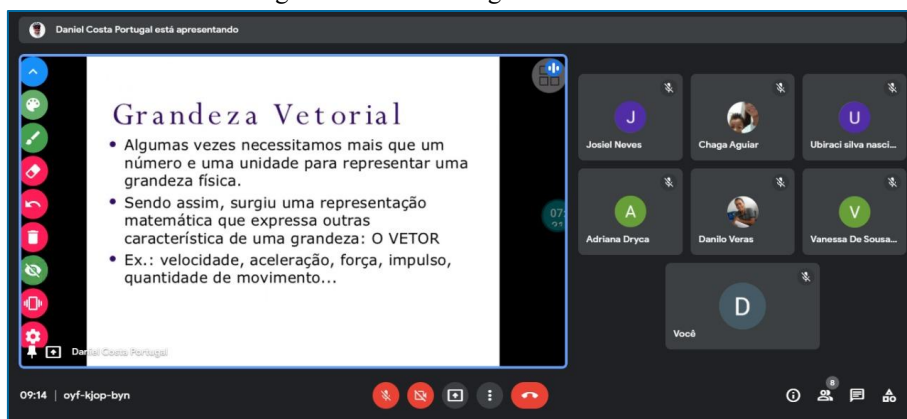 Daniel Costa Portugal está apresentando
Grandeza Vetorial
• Algumas vezes necessitamos mais que um
número e uma unidade para representar uma
grandeza física.
• Sendo assim, surgiu uma representação
matemática que expressa outras
característica de uma grandeza: O VETOR
• Ex.: velocidade, aceleração, força, impulso,
quantidade de movimento...
Daniel Costa Portugal
J
Josiel Neves
Chaga Aguiar
U
Ubiraci silva nasci...
A
Adriana Dryca
Danilo Veras
V
Vanessa De Sousa...
D
Você
09:14 | oyf-kjop-byn
8